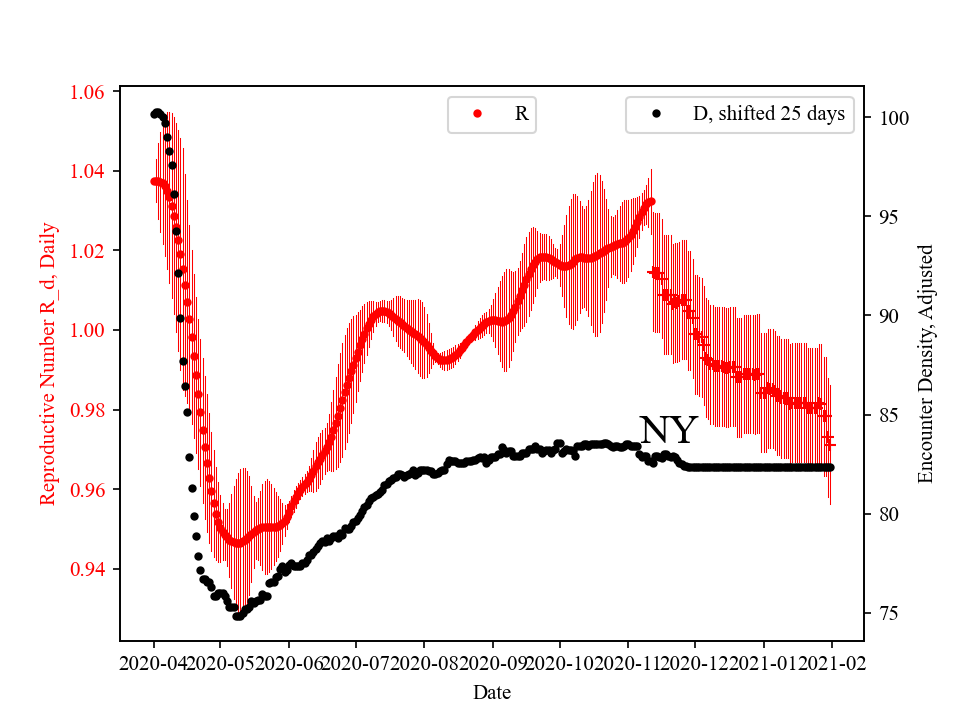 R
D, shifted 25 days
Reproductive Number R_d, Daily
1.06
1.04
1.02
1.00
0.98
0.96
0.94
100
95
90
85
80
75
Encounter Density, Adjusted
NY
2020-04 2020-05 2020-06 2020-07 2020-08 2020-09 2020-10 2020-11 2020-12 2021-01 2021-02
Date